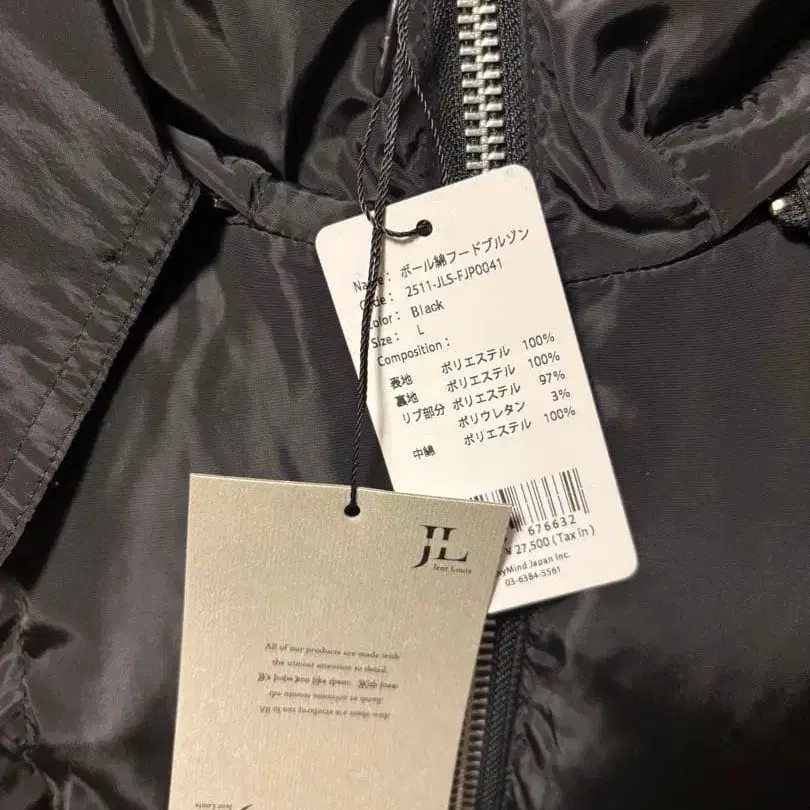 Name: ボール綿フードブルゾン
Code: 2511-JLS-FJP0041
Color: Black
Size: L
Composition:
表地 ポリエステル 100%
裏地 ポリエステル 100%
リブ部分 ポリエステル 97%
ポリウレタン 3%
中綿 ポリエステル 100%
676632
¥27,500(Tax in)
yMind Japan Inc.
03-6384-5561
JL
Jent Louis
All of our products are made with
the utmost attention to detail.